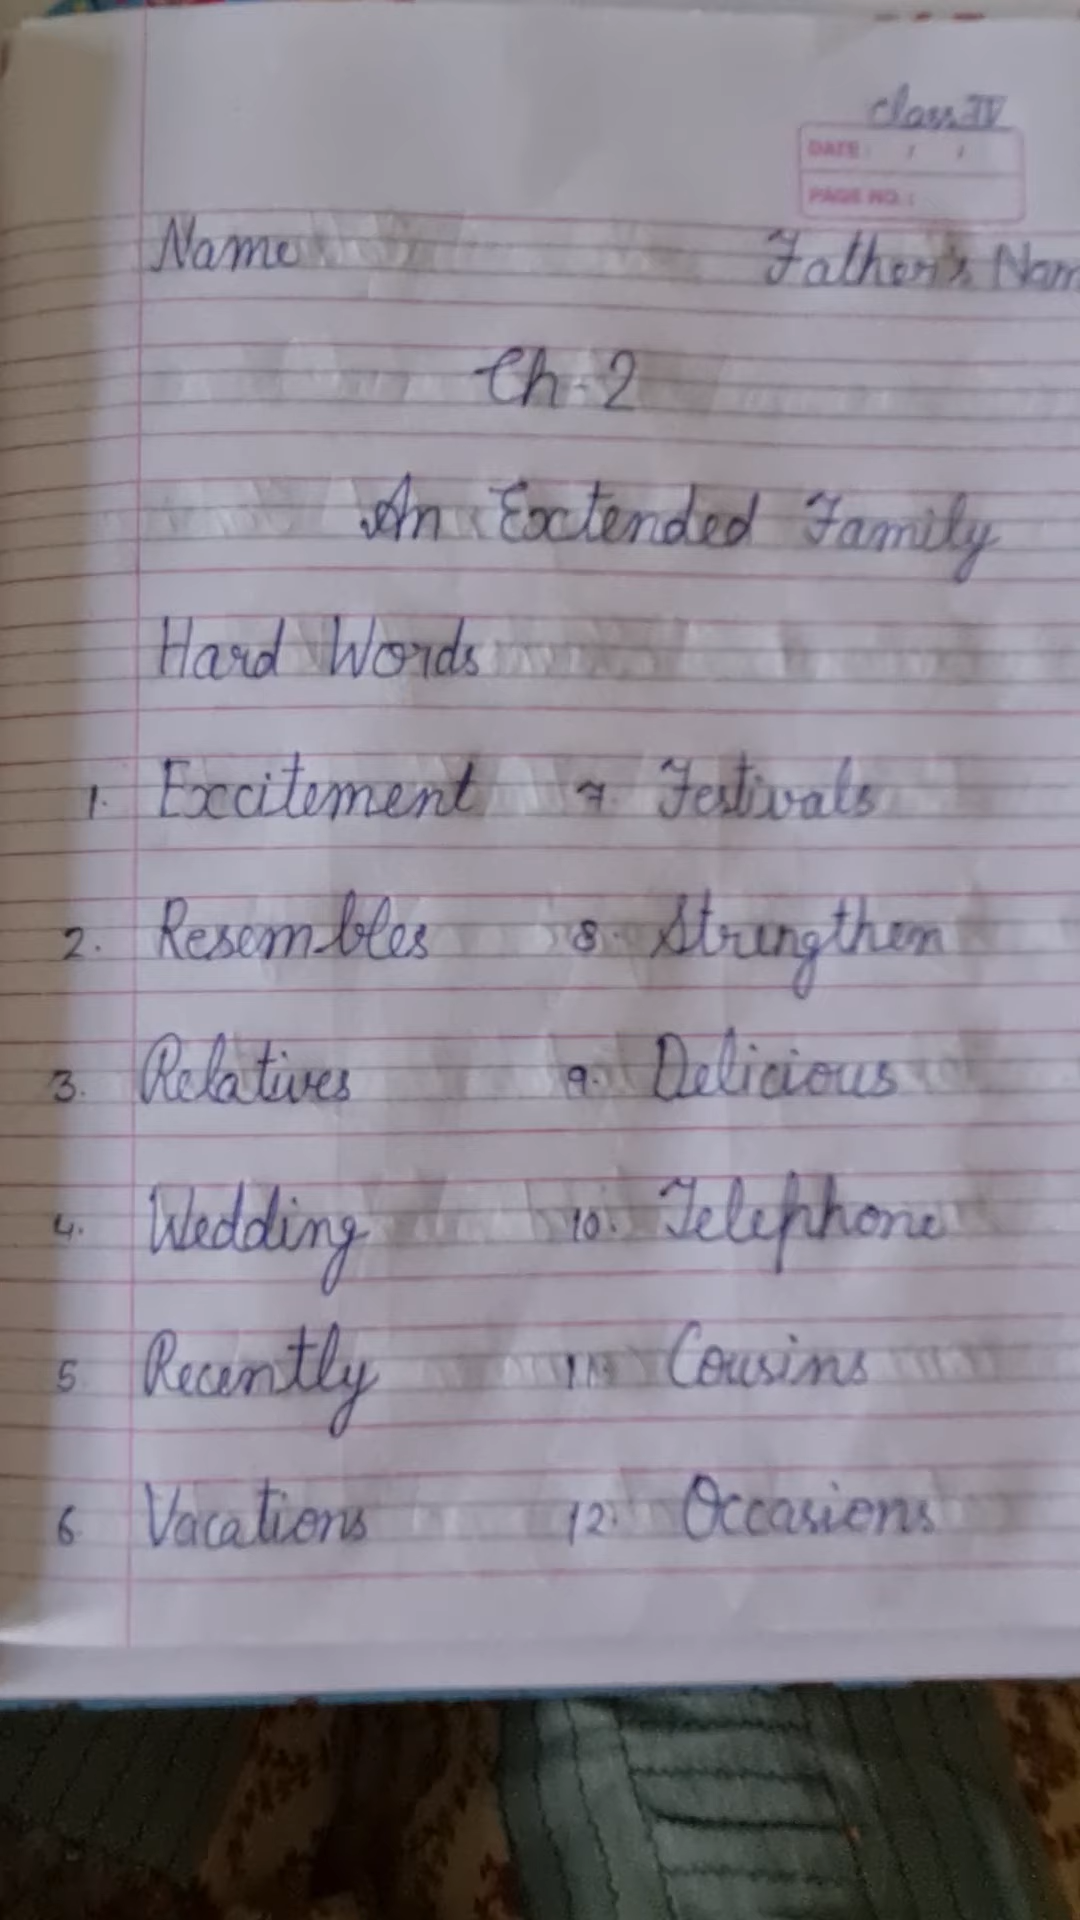 Class IV
DATE : / /
PAGE NO. :
Name Father's Nam
Ch-2
An Extended Family
Hard Words
1. Excitement 7. Festivals
2. Resembles 8. Strengthen
3. Relatives 9. Delicious
4. Wedding 10. Telephone
5 Recently 11. Cousins
6 Vacations 12. Occasions